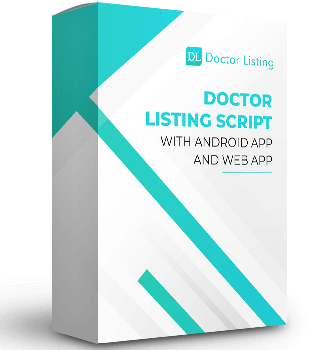 DL Doctor Listing
DOCTOR
LISTING SCRIPT
WITH ANDROID APP
AND WEB APP